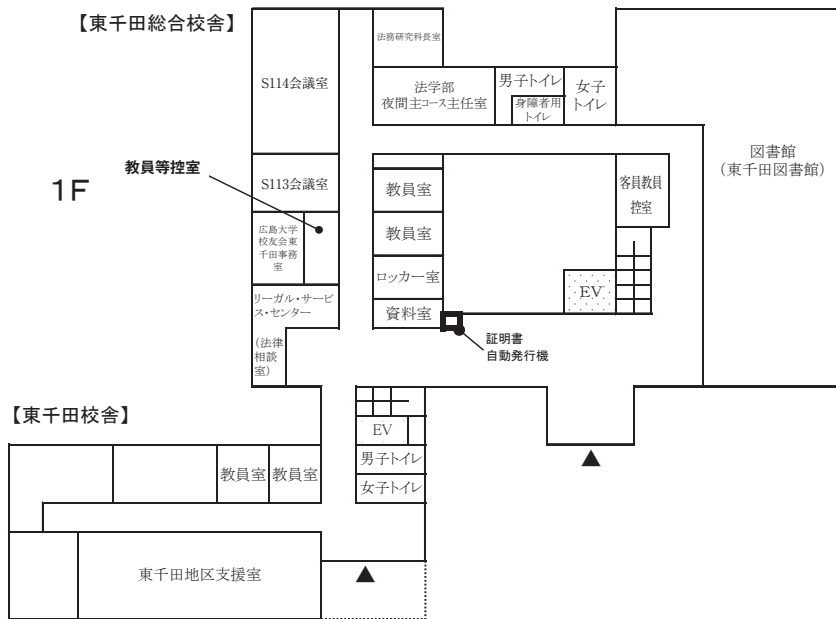 【東千田総合校舎】
法務研究科長室
S114会議室
法学部
夜間主コース主任室
男子トイレ
身障者用
トイレ
女子
トイレ
図書館
(東千田図書館)
教員等控室
1F
S113会議室
教員室
客員教員
控室
広島大学
校友会東
千田事務
室
教員室
ロッカー室
EV
リーガル・サービ
ス・センター
資料室
(法律
相談
室)
証明書
自動発行機
【東千田校舎】
EV
教員室
教員室
男子トイレ
女子トイレ
東千田地区支援室